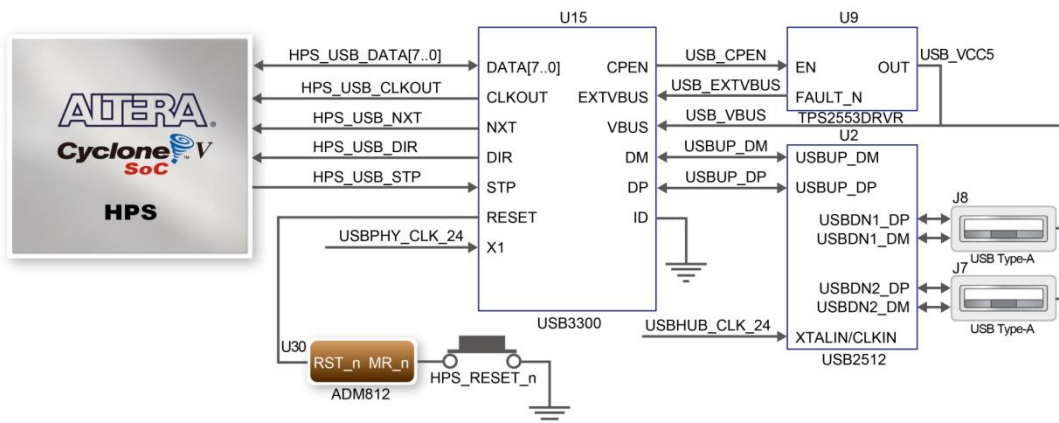 U15
U9
HPS_USB_DATA[7..0]
DATA[7..0]
CPEN
USB_CPEN
EN
OUT
USB_VCC5
HPS_USB_CLKOUT
CLKOUT
EXTVBUS
USB_EXTVBUS
FAULT_N
TPS2553DRVR
ALTERA®
Cyclone™ V
SoC
HPS
HPS_USB_NXT
NXT
VBUS
USB_VBUS
U2
HPS_USB_DIR
DIR
DM
USBUP_DM
USBUP_DM
HPS_USB_STP
STP
DP
USBUP_DP
USBUP_DP
RESET
ID
USBPHY_CLK_24
X1
USBDN1_DP
USBDN1_DM
J8
USB Type-A
USBDN2_DP
USBDN2_DM
J7
USB Type-A
USB3300
USBHUB_CLK_24
XTALIN/CLKIN
USB2512
U30
RST_n MR_n
ADM812
HPS_RESET_n